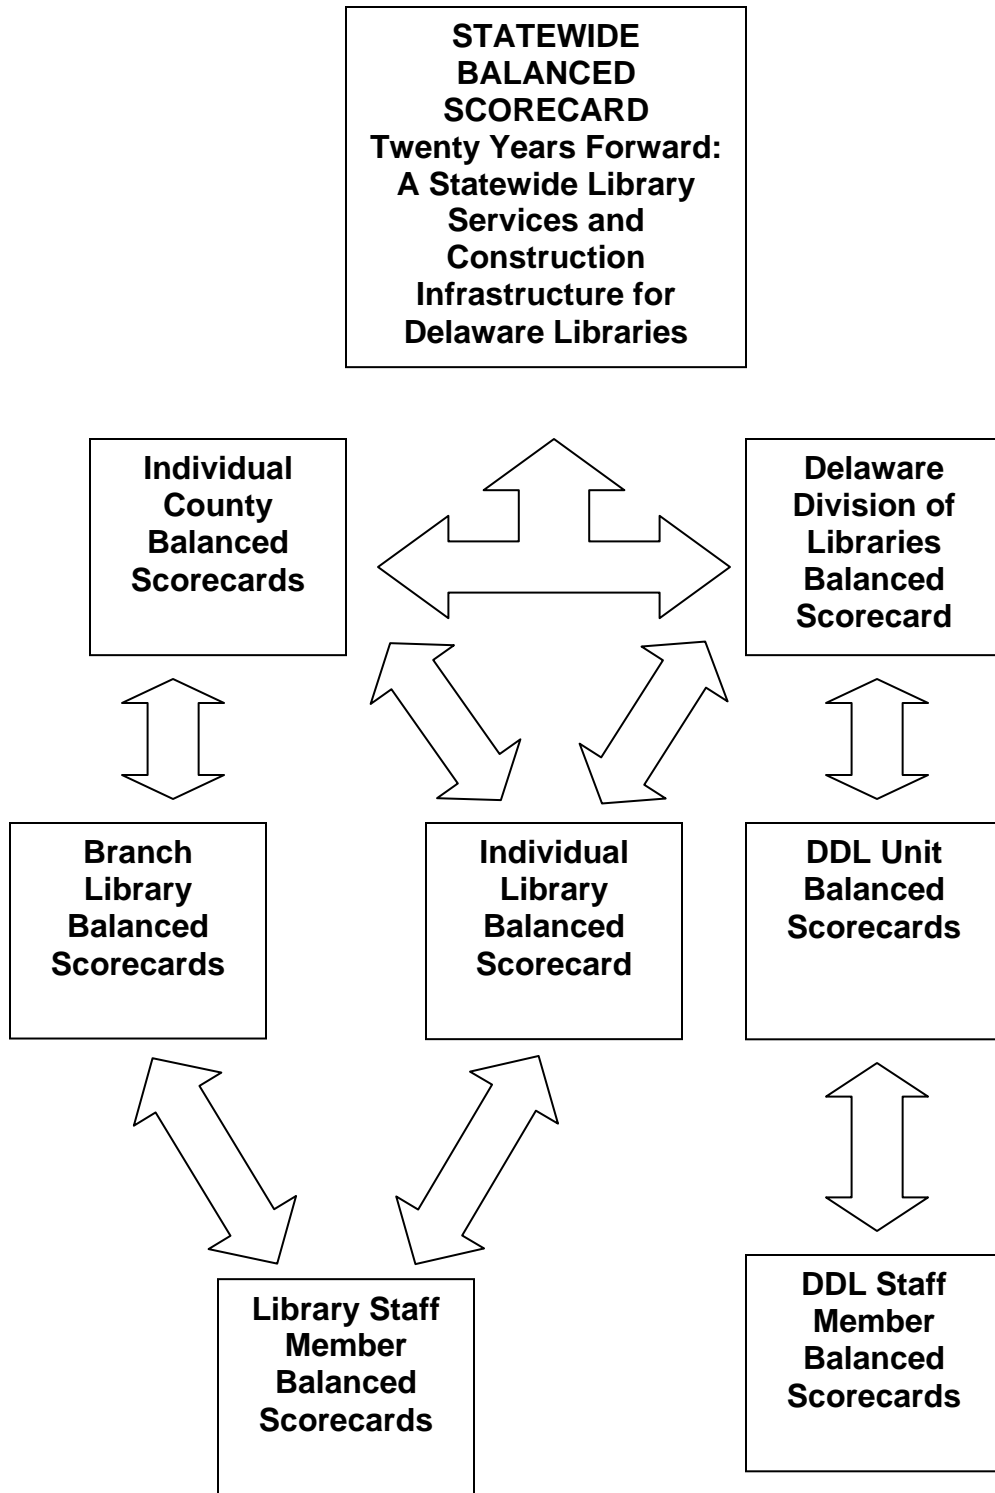 STATEWIDE
BALANCED
SCORECARD
Twenty Years Forward:
A Statewide Library
Services and
Construction
Infrastructure for
Delaware Libraries
Individual
County
Balanced
Scorecards
Delaware
Division of
Libraries
Balanced
Scorecard
Branch
Library
Balanced
Scorecards
Individual
Library
Balanced
Scorecard
DDL Unit
Balanced
Scorecards
Library Staff
Member
Balanced
Scorecards
DDL Staff
Member
Balanced
Scorecards